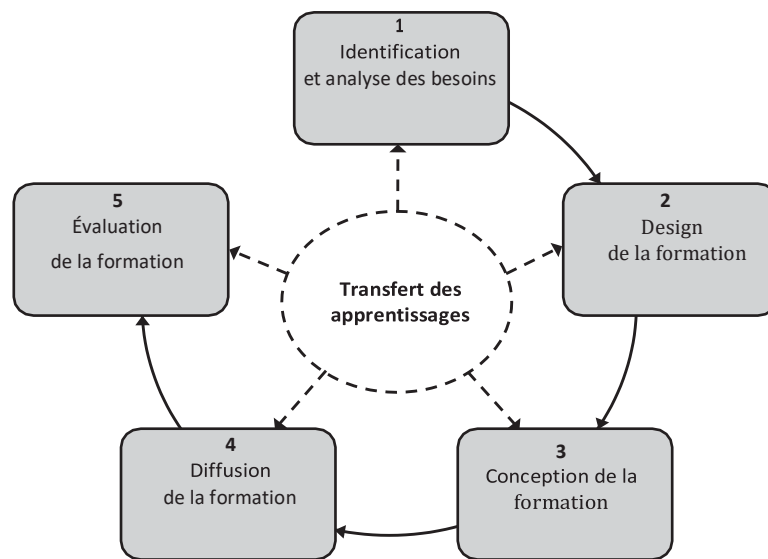 1
Identification
et analyse des besoins
2
Design
de la formation
3
Conception de la
formation
4
Diffusion
de la formation
5
Évaluation
de la formation
Transfert des
apprentissages